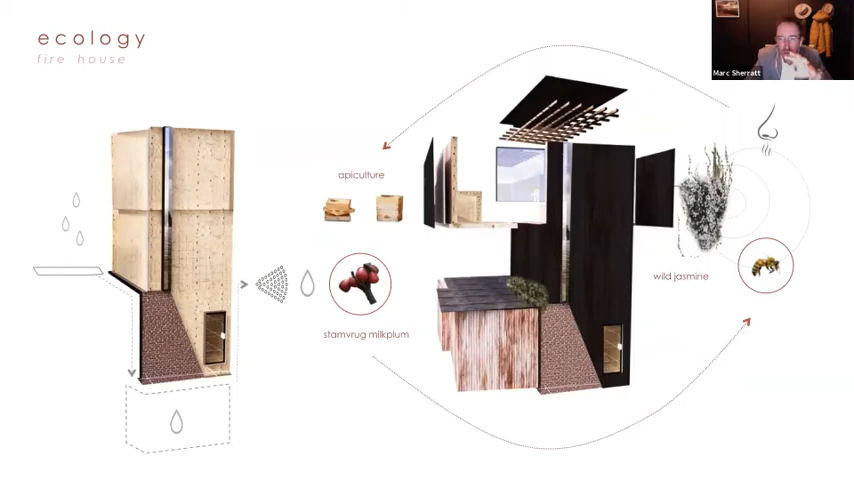 ecology
fire house
Marc Sherratt
apiculture
wild jasmine
stamvrug milkplum